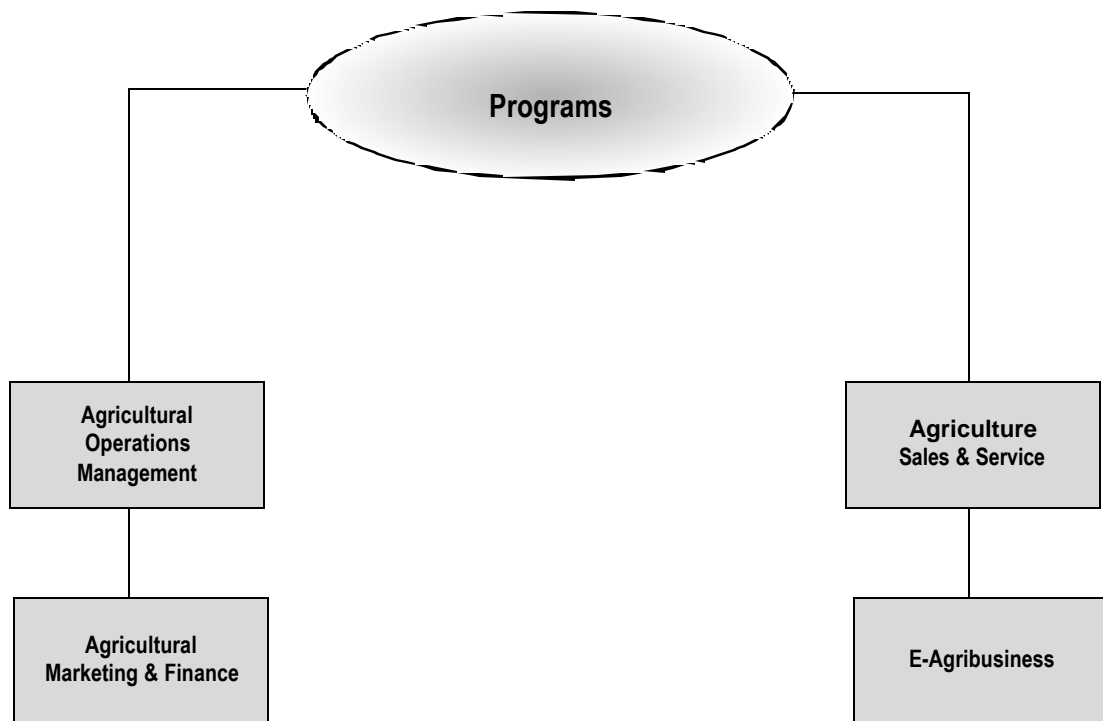 Programs
Agricultural
Operations
Management
Agriculture
Sales & Service
Agricultural
Marketing & Finance
E-Agribusiness